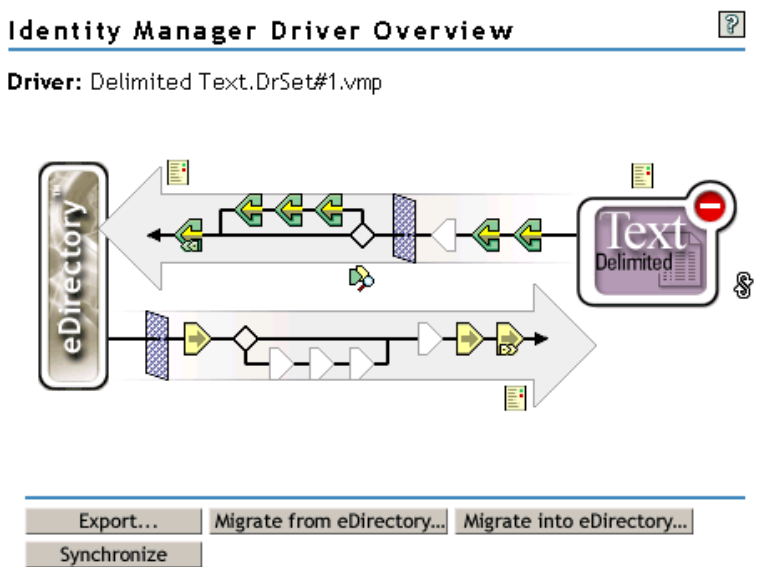 Identity Manager Driver Overview
Driver: Delimited Text.DrSet#1.vmp
eDirectory™
Text
Delimited
Export...
Migrate from eDirectory...
Migrate into eDirectory...
Synchronize